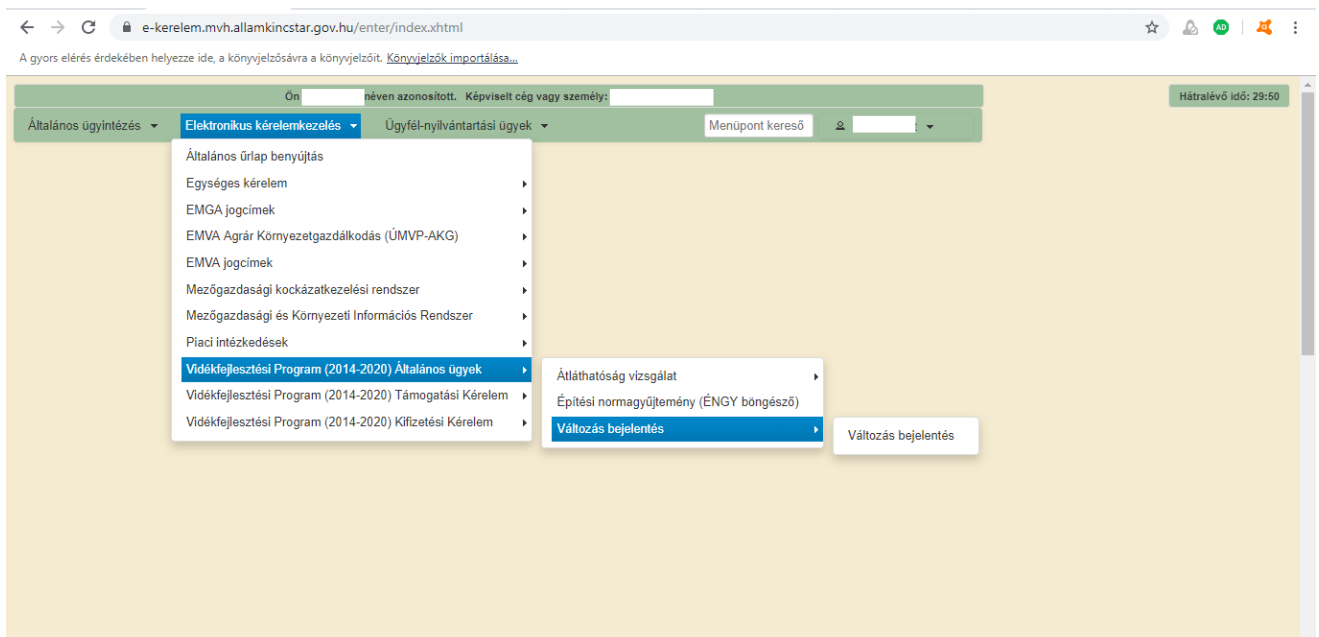 e-kerelem.mvh.allamkincstar.gov.hu/enter/index.xhtml
AD
A gyors elérés érdekében helyezze ide, a könyvjelzősávra a könyvjelzőit. Könyvjelzők importálása...
Ön néven azonosított. Képviselt cég vagy személy:
Hátralévő idő: 29:50
Általános ügyintézés Elektronikus kérelemkezelés Ügyfél-nyilvántartási ügyek Menüpont kereső
Általános űrlap benyújtás
Egységes kérelem
EMGA jogcímek
EMVA Agrár Környezetgazdálkodás (ÚMVP-AKG)
EMVA jogcímek
Mezőgazdasági kockázatkezelési rendszer
Mezőgazdasági és Környezeti Információs Rendszer
Piaci intézkedések
Vidékfejlesztési Program (2014-2020) Általános ügyek
Vidékfejlesztési Program (2014-2020) Támogatási Kérelem
Vidékfejlesztési Program (2014-2020) Kifizetési Kérelem
Átláthatóság vizsgálat
Építési normagyűjtemény (ÉNGY böngésző)
Változás bejelentés
Változás bejelentés